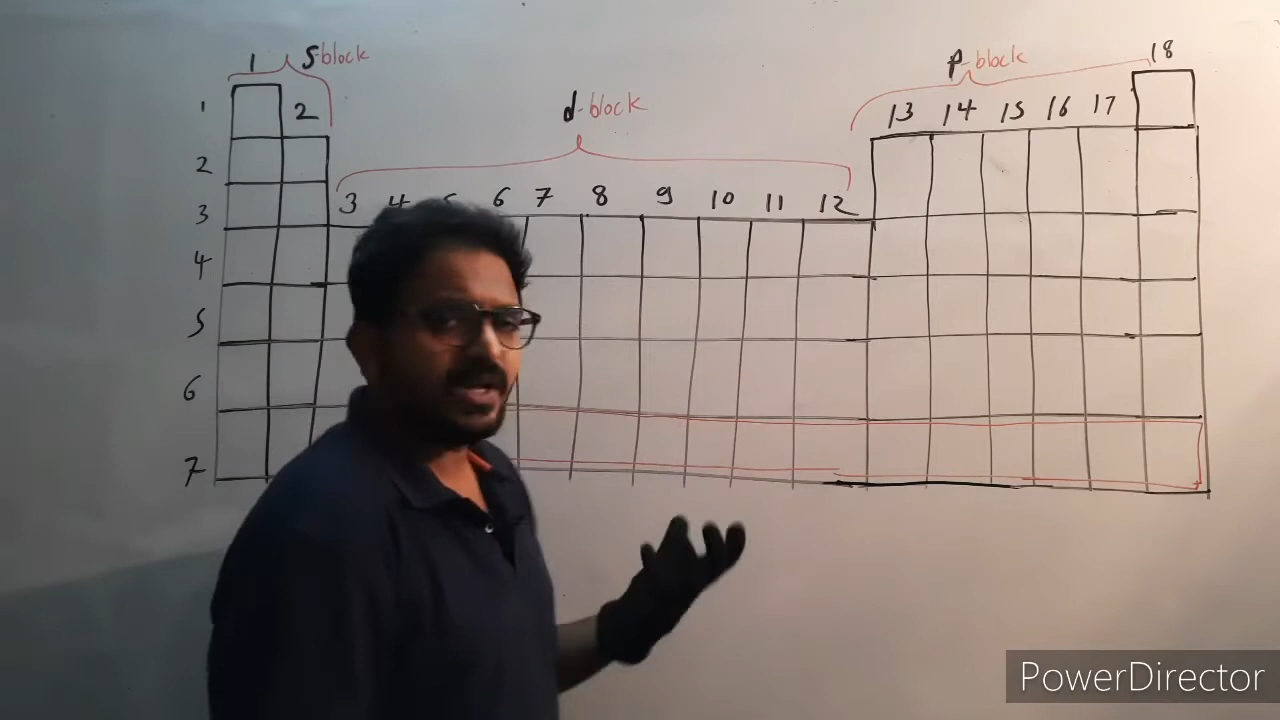 1 S-block p-block 18
1 2 d-block 13 14 15 16 17
2
3 3 4 5 6 7 8 9 10 11 12
4
5
6
7
PowerDirector